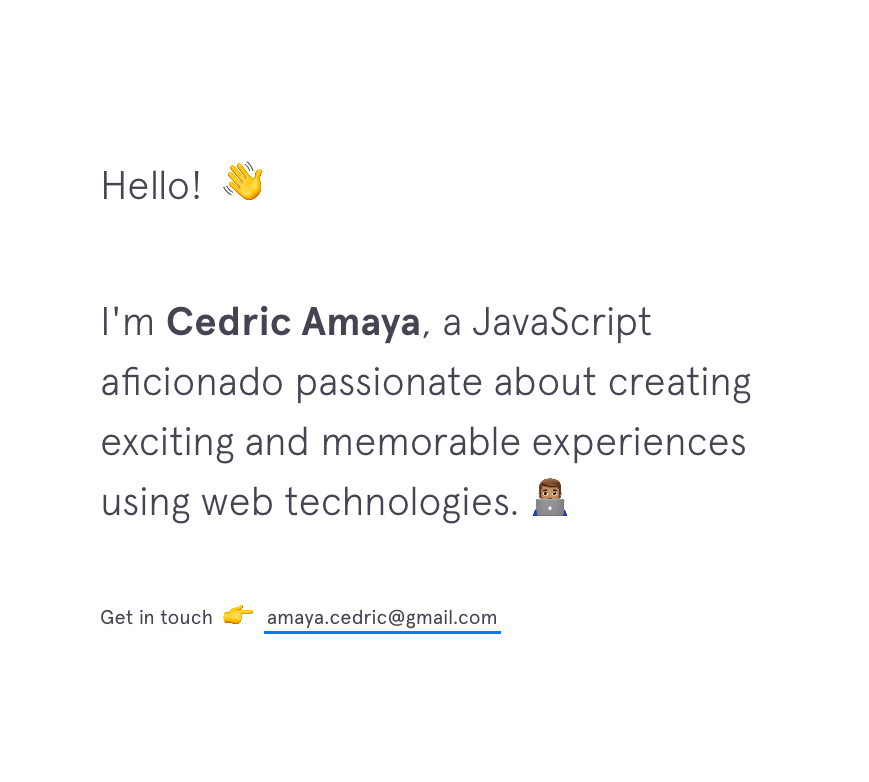 Hello! 👋
I'm Cedric Amaya, a JavaScript
aficionado passionate about creating
exciting and memorable experiences
using web technologies. 👨🏽‍💻
Get in touch 👉 amaya.cedric@gmail.com